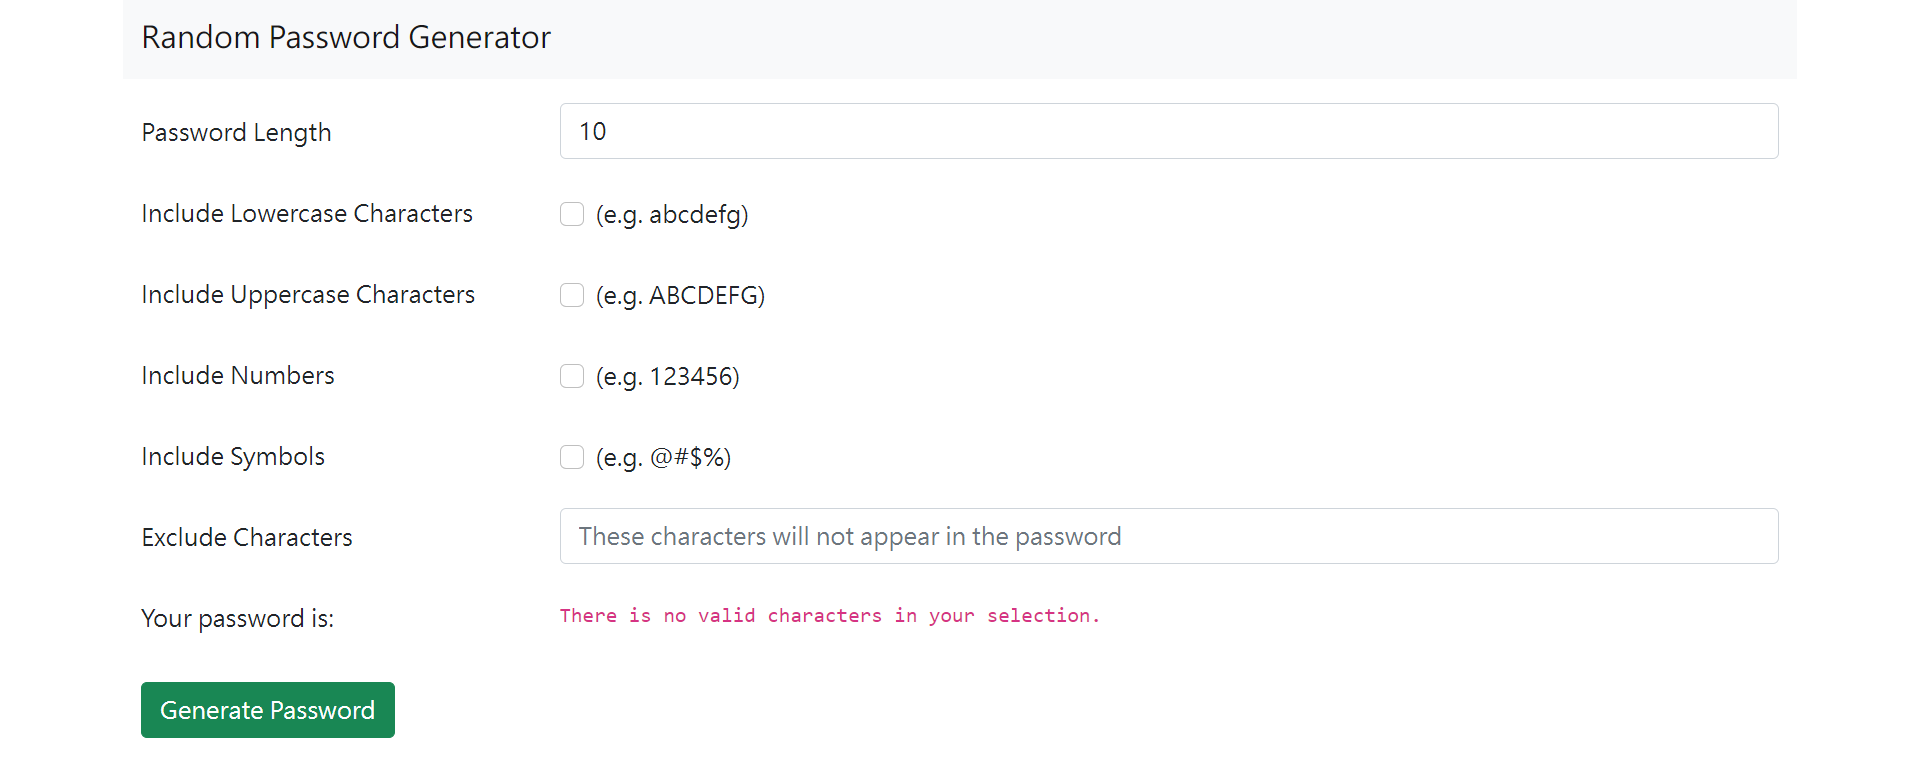 Random Password Generator
Password Length 10
Include Lowercase Characters (e.g. abcdefg)
Include Uppercase Characters (e.g. ABCDEFG)
Include Numbers (e.g. 123456)
Include Symbols (e.g. @#$%)
Exclude Characters These characters will not appear in the password
Your password is: There is no valid characters in your selection.
Generate Password